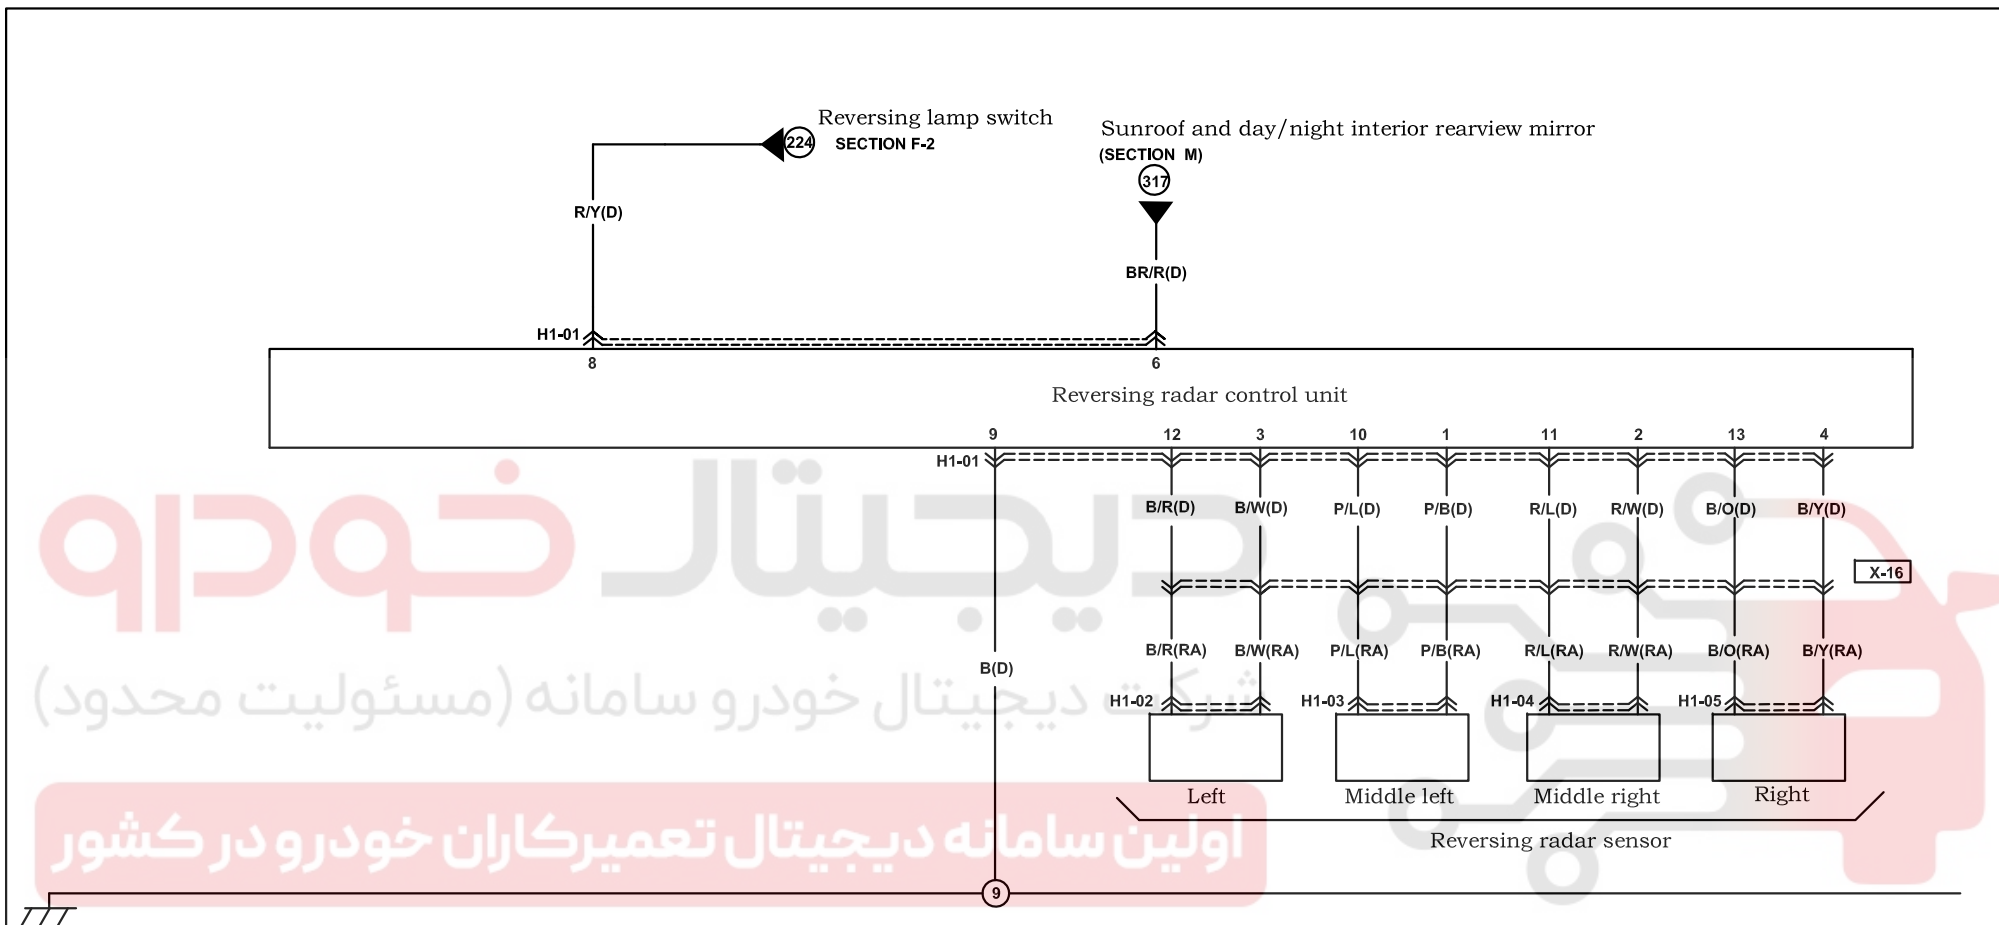 Reversing lamp switch
224 SECTION F-2
Sunroof and day/night interior rearview mirror
(SECTION M)
317
R/Y(D)
BR/R(D)
H1-01
8 6
Reversing radar control unit
9 12 3 10 1 11 2 13 4
H1-01
B/R(D) B/W(D) P/L(D) P/B(D) R/L(D) R/W(D) B/O(D) B/Y(D)
X-16
B/R(RA) B/W(RA) P/L(RA) P/B(RA) R/L(RA) R/W(RA) B/O(RA) B/Y(RA)
B(D)
H1-02 H1-03 H1-04 H1-05
Left Middle left Middle right Right
Reversing radar sensor
9
دیجیتال خودرو
شرکت دیجیتال خودرو سامانه (مسئولیت محدود)
اولین سامانه دیجیتال تعمیرکاران خودرو در کشور